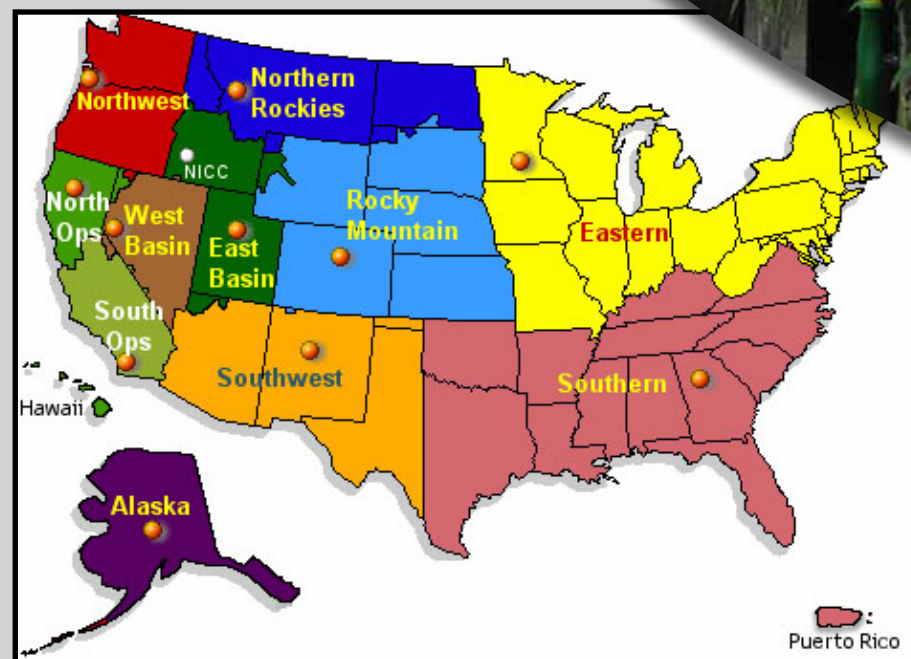 Northern
Rockies
Northwest
NICC
North
Ops
West
Basin
East
Basin
Rocky
Mountain
Eastern
South
Ops
Southwest
Southern
Hawaii
Alaska
Puerto Rico